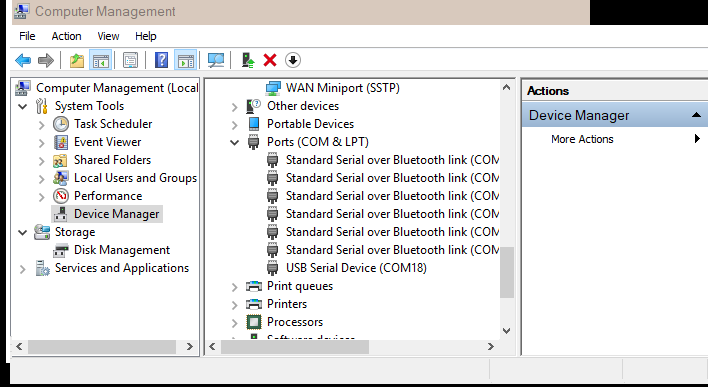 Computer Management
File Action View Help
Computer Management (Local
System Tools
Task Scheduler
Event Viewer
Shared Folders
Local Users and Groups
Performance
Device Manager
Storage
Disk Management
Services and Applications
WAN Miniport (SSTP)
Other devices
Portable Devices
Ports (COM & LPT)
Standard Serial over Bluetooth link (COM
Standard Serial over Bluetooth link (COM
Standard Serial over Bluetooth link (COM
Standard Serial over Bluetooth link (COM
Standard Serial over Bluetooth link (COM
Standard Serial over Bluetooth link (COM
USB Serial Device (COM18)
Print queues
Printers
Processors
Software devices
Actions
Device Manager
More Actions